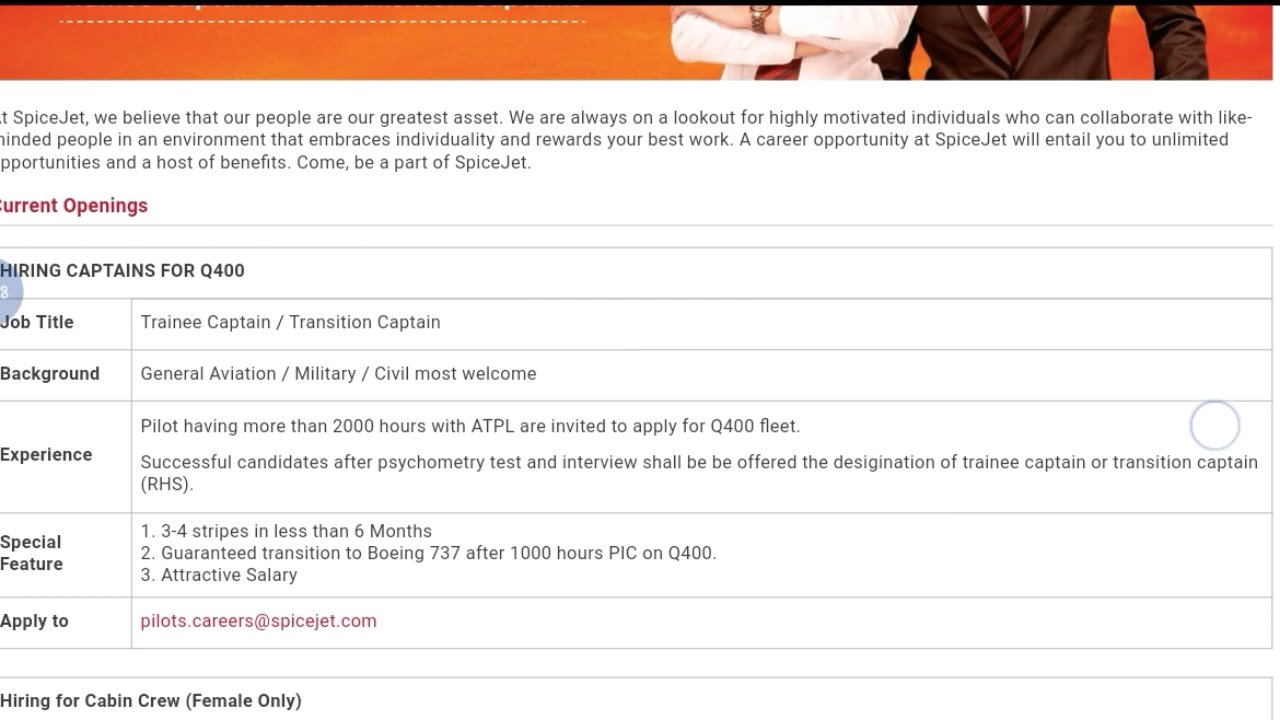 t SpiceJet, we believe that our people are our greatest asset. We are always on a lookout for highly motivated individuals who can collaborate with like-
minded people in an environment that embraces individuality and rewards your best work. A career opportunity at SpiceJet will entail you to unlimited
pportunities and a host of benefits. Come, be a part of SpiceJet.
Current Openings
HIRING CAPTAINS FOR Q400
8
Job Title Trainee Captain / Transition Captain
Background General Aviation / Military / Civil most welcome
Experience Pilot having more than 2000 hours with ATPL are invited to apply for Q400 fleet.
Successful candidates after psychometry test and interview shall be be offered the desigination of trainee captain or transition captain
(RHS).
Special Feature 1. 3-4 stripes in less than 6 Months
2. Guaranteed transition to Boeing 737 after 1000 hours PIC on Q400.
3. Attractive Salary
Apply to pilots.careers@spicejet.com
Hiring for Cabin Crew (Female Only)